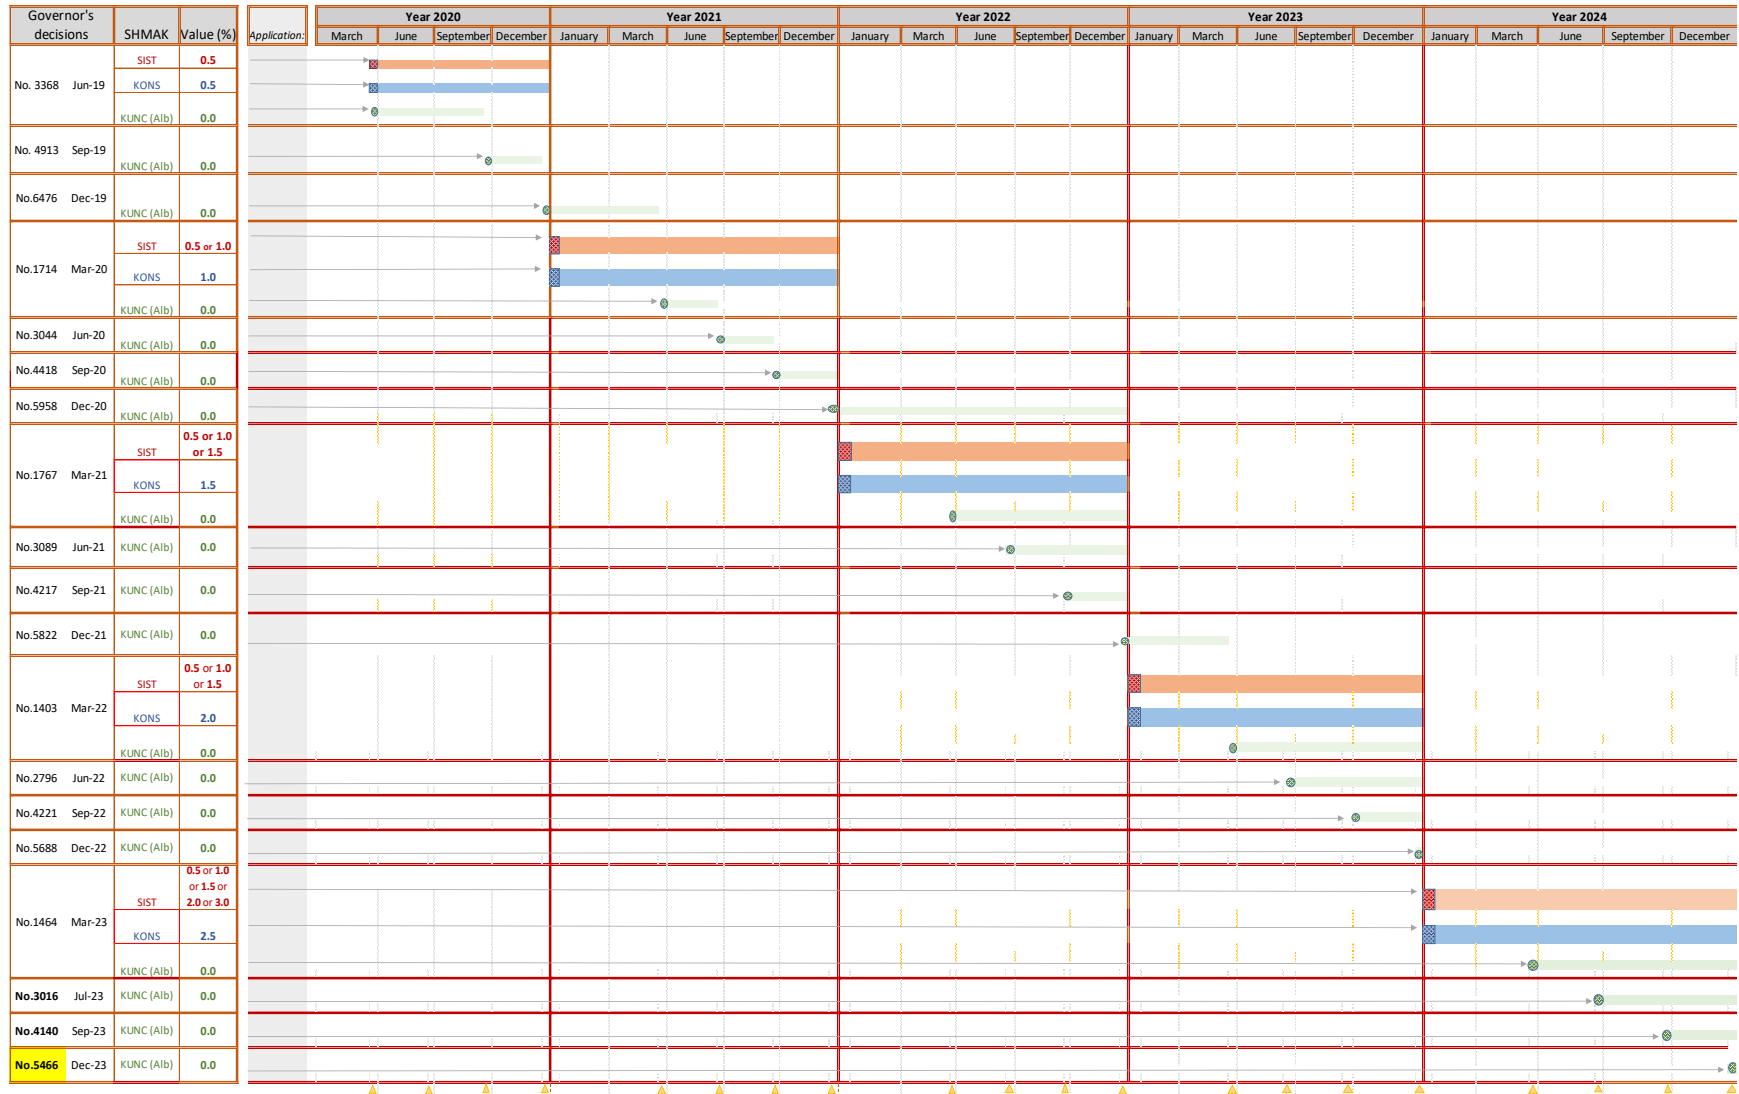 Governor's decisions SHMAK Value (%) Application:
Year 2020 Year 2021 Year 2022 Year 2023 Year 2024
March June September December January March June September December January March June September December January March June September December January March June September December
No. 3368 Jun-19
SIST 0.5
KONS 0.5
KUNC (Alb) 0.0
No. 4913 Sep-19
KUNC (Alb) 0.0
No.6476 Dec-19
KUNC (Alb) 0.0
No.1714 Mar-20
SIST 0.5 or 1.0
KONS 1.0
KUNC (Alb) 0.0
No.3044 Jun-20
KUNC (Alb) 0.0
No.4418 Sep-20
KUNC (Alb) 0.0
No.5958 Dec-20
KUNC (Alb) 0.0
No.1767 Mar-21
SIST 0.5 or 1.0
or 1.5
KONS 1.5
KUNC (Alb) 0.0
No.3089 Jun-21 KUNC (Alb) 0.0
No.4217 Sep-21 KUNC (Alb) 0.0
No.5822 Dec-21 KUNC (Alb) 0.0
No.1403 Mar-22
SIST 0.5 or 1.0
or 1.5
KONS 2.0
KUNC (Alb) 0.0
No.2796 Jun-22 KUNC (Alb) 0.0
No.4221 Sep-22 KUNC (Alb) 0.0
No.5688 Dec-22 KUNC (Alb) 0.0
No.1464 Mar-23
SIST 0.5 or 1.0
or 1.5 or
2.0 or 3.0
KONS 2.5
KUNC (Alb) 0.0
No.3016 Jul-23 KUNC (Alb) 0.0
No.4140 Sep-23 KUNC (Alb) 0.0
No.5466 Dec-23 KUNC (Alb) 0.0